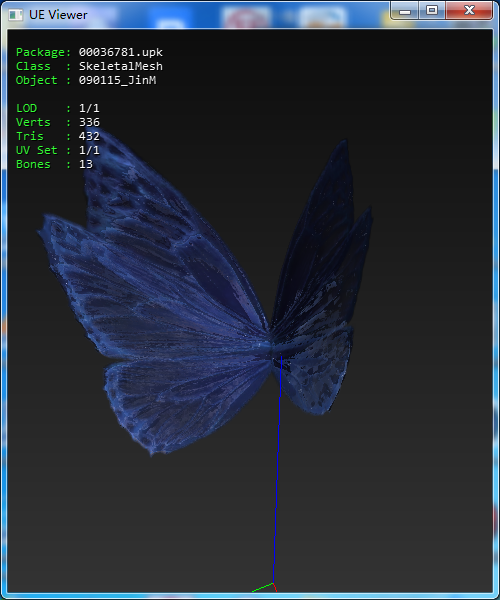 UE Viewer
Package: 00036781.upk
Class : SkeletalMesh
Object : 090115_JinM
LOD : 1/1
Verts : 336
Tris : 432
UV Set : 1/1
Bones : 13